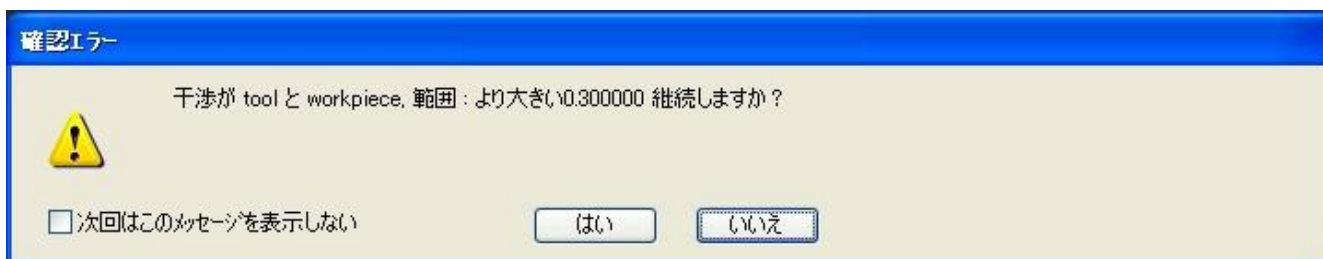 確認エラー
干渉が tool と workpiece, 範囲 : より大きい0.300000 継続しますか?
次回はこのメッセージを表示しない
はい
いいえ